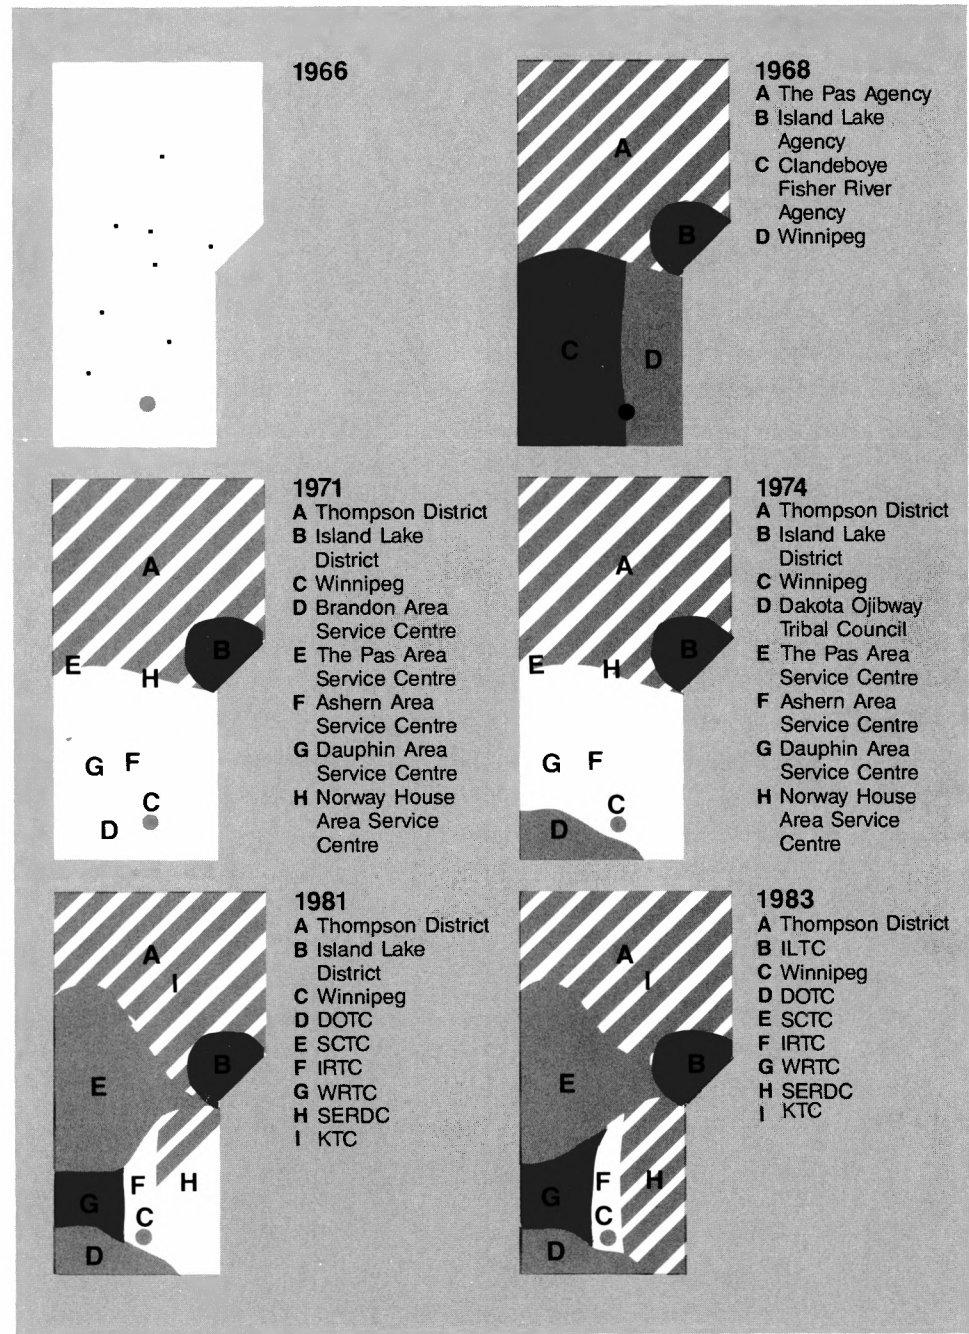 1966
1968
A The Pas Agency
B Island Lake
Agency
C Clandeboye
Fisher River
Agency
D Winnipeg
A
B
C
D
1971
A Thompson District
B Island Lake
District
C Winnipeg
D Brandon Area
Service Centre
E The Pas Area
Service Centre
F Ashern Area
Service Centre
G Dauphin Area
Service Centre
H Norway House
Area Service
Centre
A
B
E
H
G F
C
D
1974
A Thompson District
B Island Lake
District
C Winnipeg
D Dakota Ojibway
Tribal Council
E The Pas Area
Service Centre
F Ashern Area
Service Centre
G Dauphin Area
Service Centre
H Norway House
Area Service
Centre
A
B
E
H
G F
C
D
1981
A Thompson District
B Island Lake
District
C Winnipeg
D DOTC
E SCTC
F IRTC
G WRTC
H SERDC
I KTC
A
I
B
E
F H
G
C
D
1983
A Thompson District
B ILTC
C Winnipeg
D DOTC
E SCTC
F IRTC
G WRTC
H SERDC
I KTC
A
I
B
E
F H
G
C
D